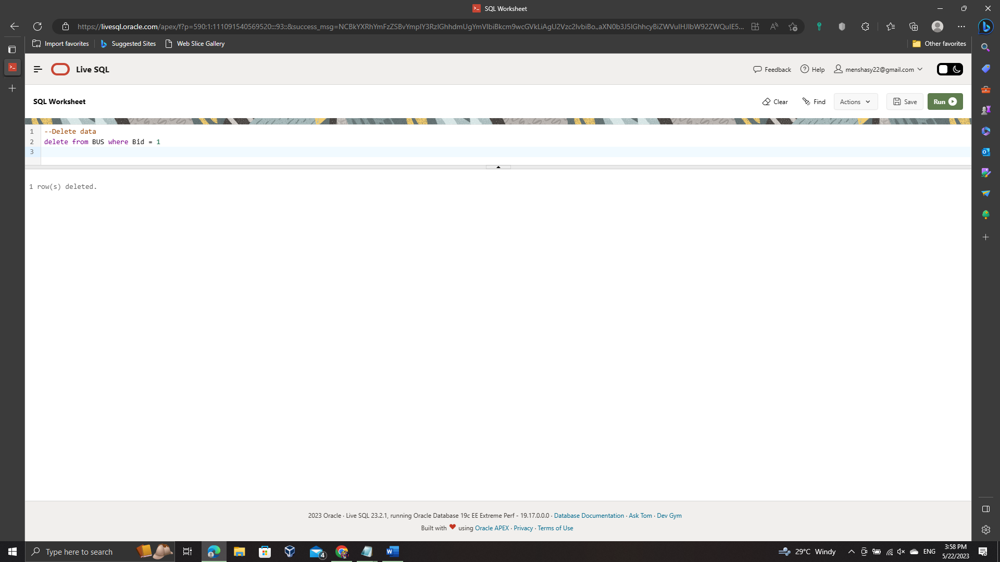 SQL Worksheet
https://livesql.oracle.com/apex/f?p=590:1:111091540569520:::93::&success_msg=
Import favorites
Suggested Sites
Web Slice Gallery
Other favorites
Live SQL
Feedback
Help
menshasy22@gmail.com
SQL Worksheet
Clear
Find
Actions
Save
Run
1 --Delete data
2 delete from BUS where Bid = 1
3
1 row(s) deleted.
2023 Oracle · Live SQL 23.2.1, running Oracle Database 19c EE Extreme Perf - 19.17.0.0.0 · Database Documentation · Ask Tom · Dev Gym
Built with ❤ using Oracle APEX · Privacy · Terms of Use
Type here to search
4
29°C Windy
ENG
3:58 PM
5/22/2023